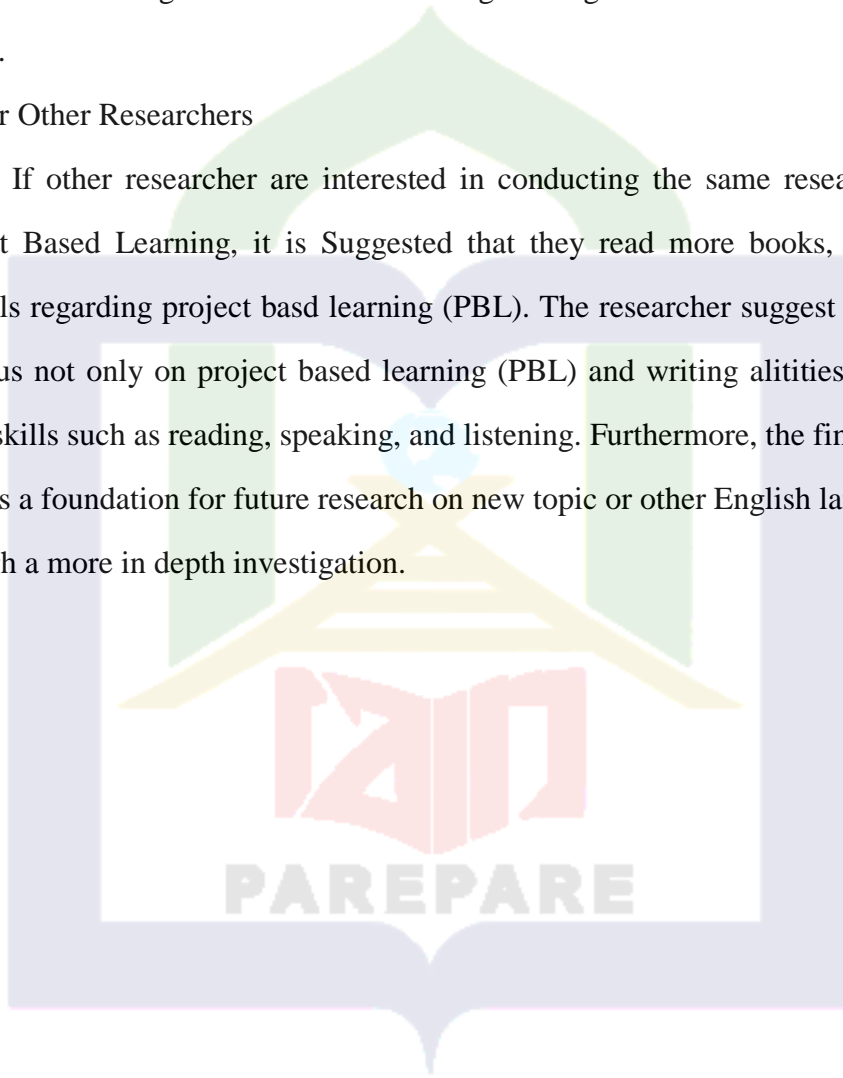 .
r Other Researchers
If other researcher are interested in conducting the same resea
t Based Learning, it is Suggested that they read more books,
ls regarding project basd learning (PBL). The researcher suggest
us not only on project based learning (PBL) and writing alitities
skills such as reading, speaking, and listening. Furthermore, the fin
s a foundation for future research on new topic or other English la
h a more in depth investigation.
iain
PAREPARE